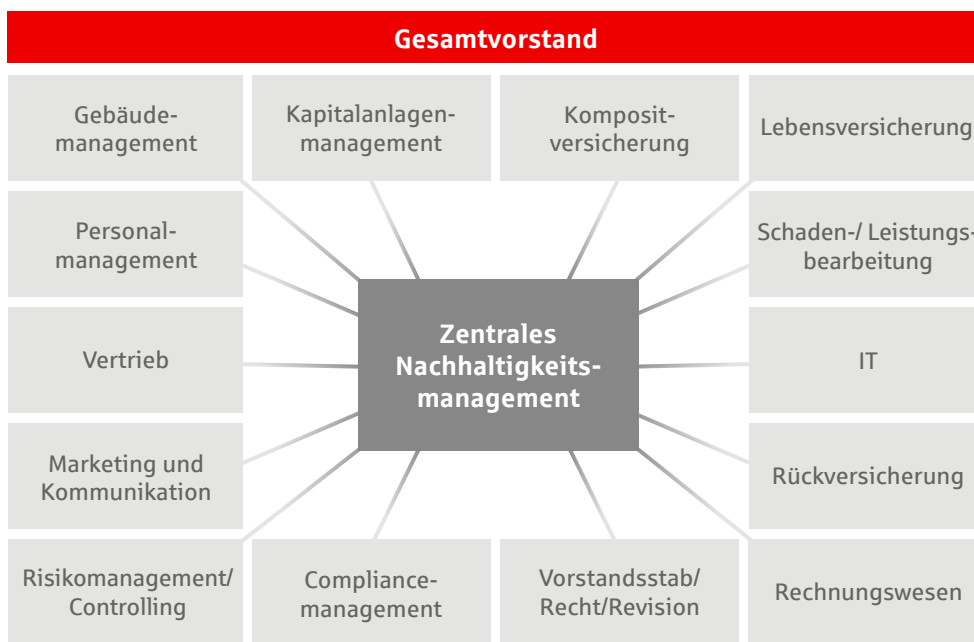 Gesamtvorstand
Gebäude-
management
Kapitalanlagen-
management
Komposit-
versicherung
Lebensversicherung
Personal-
management
Schaden-/ Leistungs-
bearbeitung
Zentrales
Nachhaltigkeits-
management
Vertrieb
IT
Marketing und
Kommunikation
Rückversicherung
Risikomanagement/
Controlling
Compliance-
management
Vorstandsstab/
Recht/Revision
Rechnungswesen